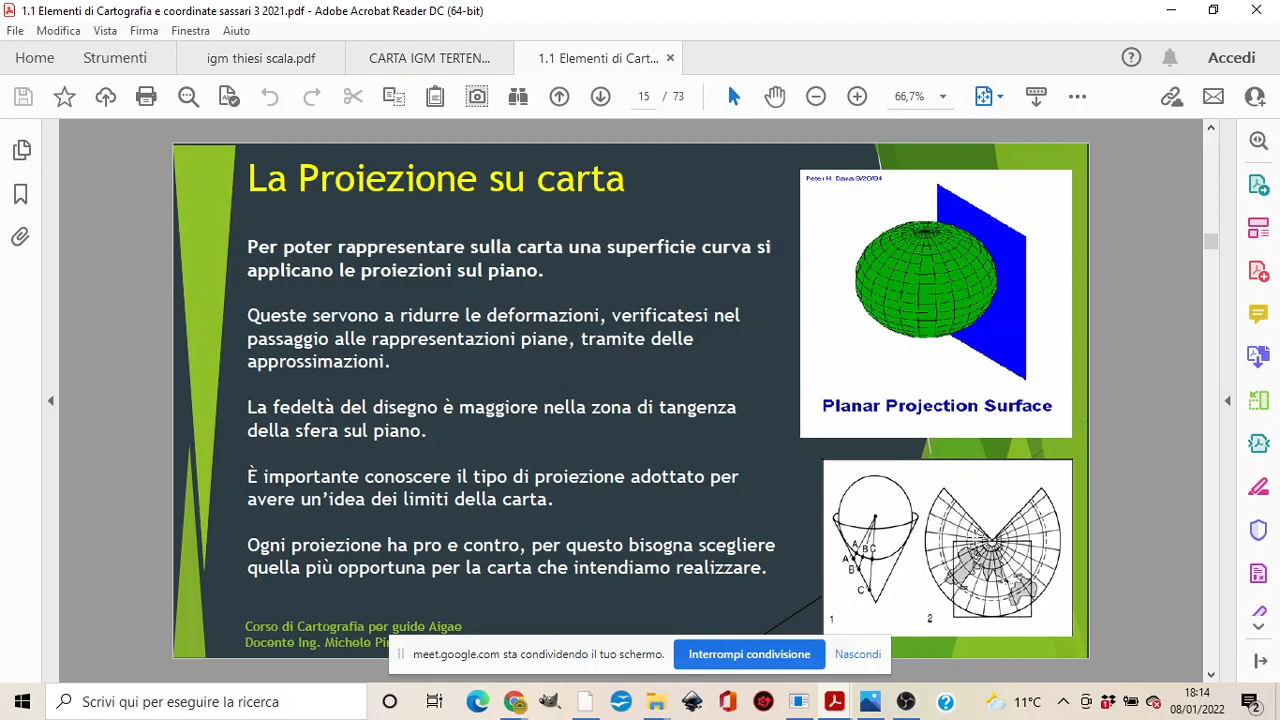 1.1 Elementi di Cartografia e coordinate sassari 3 2021.pdf - Adobe Acrobat Reader DC (64-bit)
File Modifica Vista Firma Finestra Aiuto
Home Strumenti igm thiesi scala.pdf CARTA IGM TERTEN... 1.1 Elementi di Cart... × Accedi
15 / 73 66,7%
La Proiezione su carta
Peter H. Dana 9/20/94
Per poter rappresentare sulla carta una superficie curva si
applicano le proiezioni sul piano.
Queste servono a ridurre le deformazioni, verificatesi nel
passaggio alle rappresentazioni piane, tramite delle
approssimazioni.
La fedeltà del disegno è maggiore nella zona di tangenza
della sfera sul piano.
È importante conoscere il tipo di proiezione adottato per
avere un’idea dei limiti della carta.
Ogni proiezione ha pro e contro, per questo bisogna scegliere
quella più opportuna per la carta che intendiamo realizzare.
Planar Projection Surface
A B C
A'
B'
C'
1 2
Corso di Cartografia per guide Aigae
Docente Ing. Michele
meet.google.com sta condividendo il tuo schermo. Interrompi condivisione Nascondi
Scrivi qui per eseguire la ricerca
11°C
18:14
08/01/2022
2